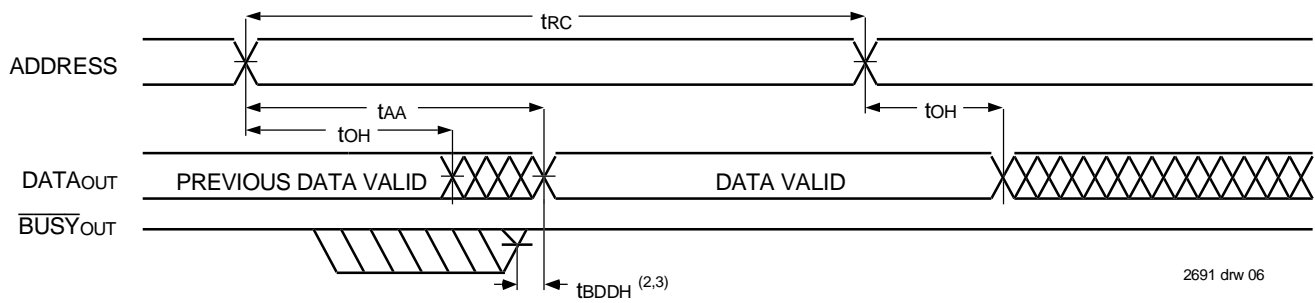 tRC
ADDRESS
tAA
tOH
tOH
DATAOUT
PREVIOUS DATA VALID
DATA VALID
BUSYOUT
tBDDH (2,3)
2691 drw 06